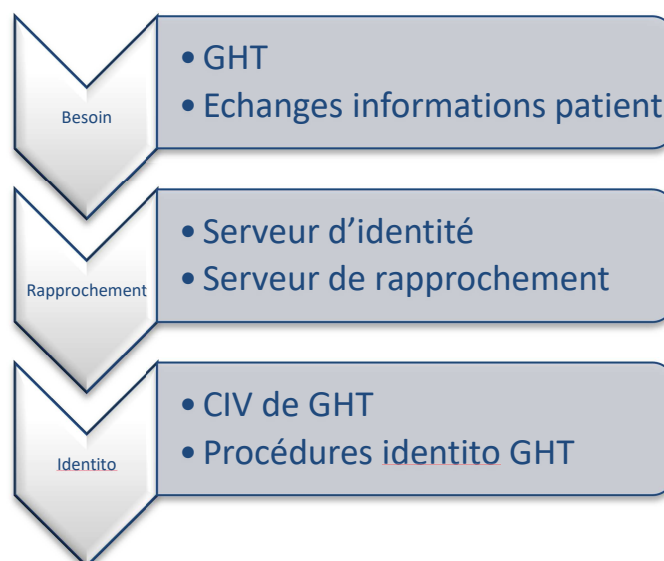 Besoin
• GHT
• Echanges informations patient
Rapprochement
• Serveur d’identité
• Serveur de rapprochement
Identito
• CIV de GHT
• Procédures identito GHT